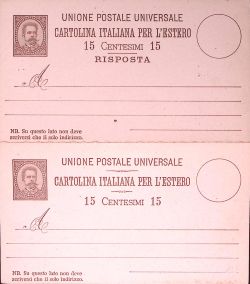 UNIONE POSTALE UNIVERSALE
CARTOLINA ITALIANA PER L'ESTERO
15 CENTESIMI 15
RISPOSTA
A
NB. Su questo lato non deve
scriversi che il solo indirizzo.
UNIONE POSTALE UNIVERSALE
CARTOLINA ITALIANA PER L'ESTERO
15 CENTESIMI 15
A
NB. Su questo lato non deve
scriversi che il solo indirizzo.